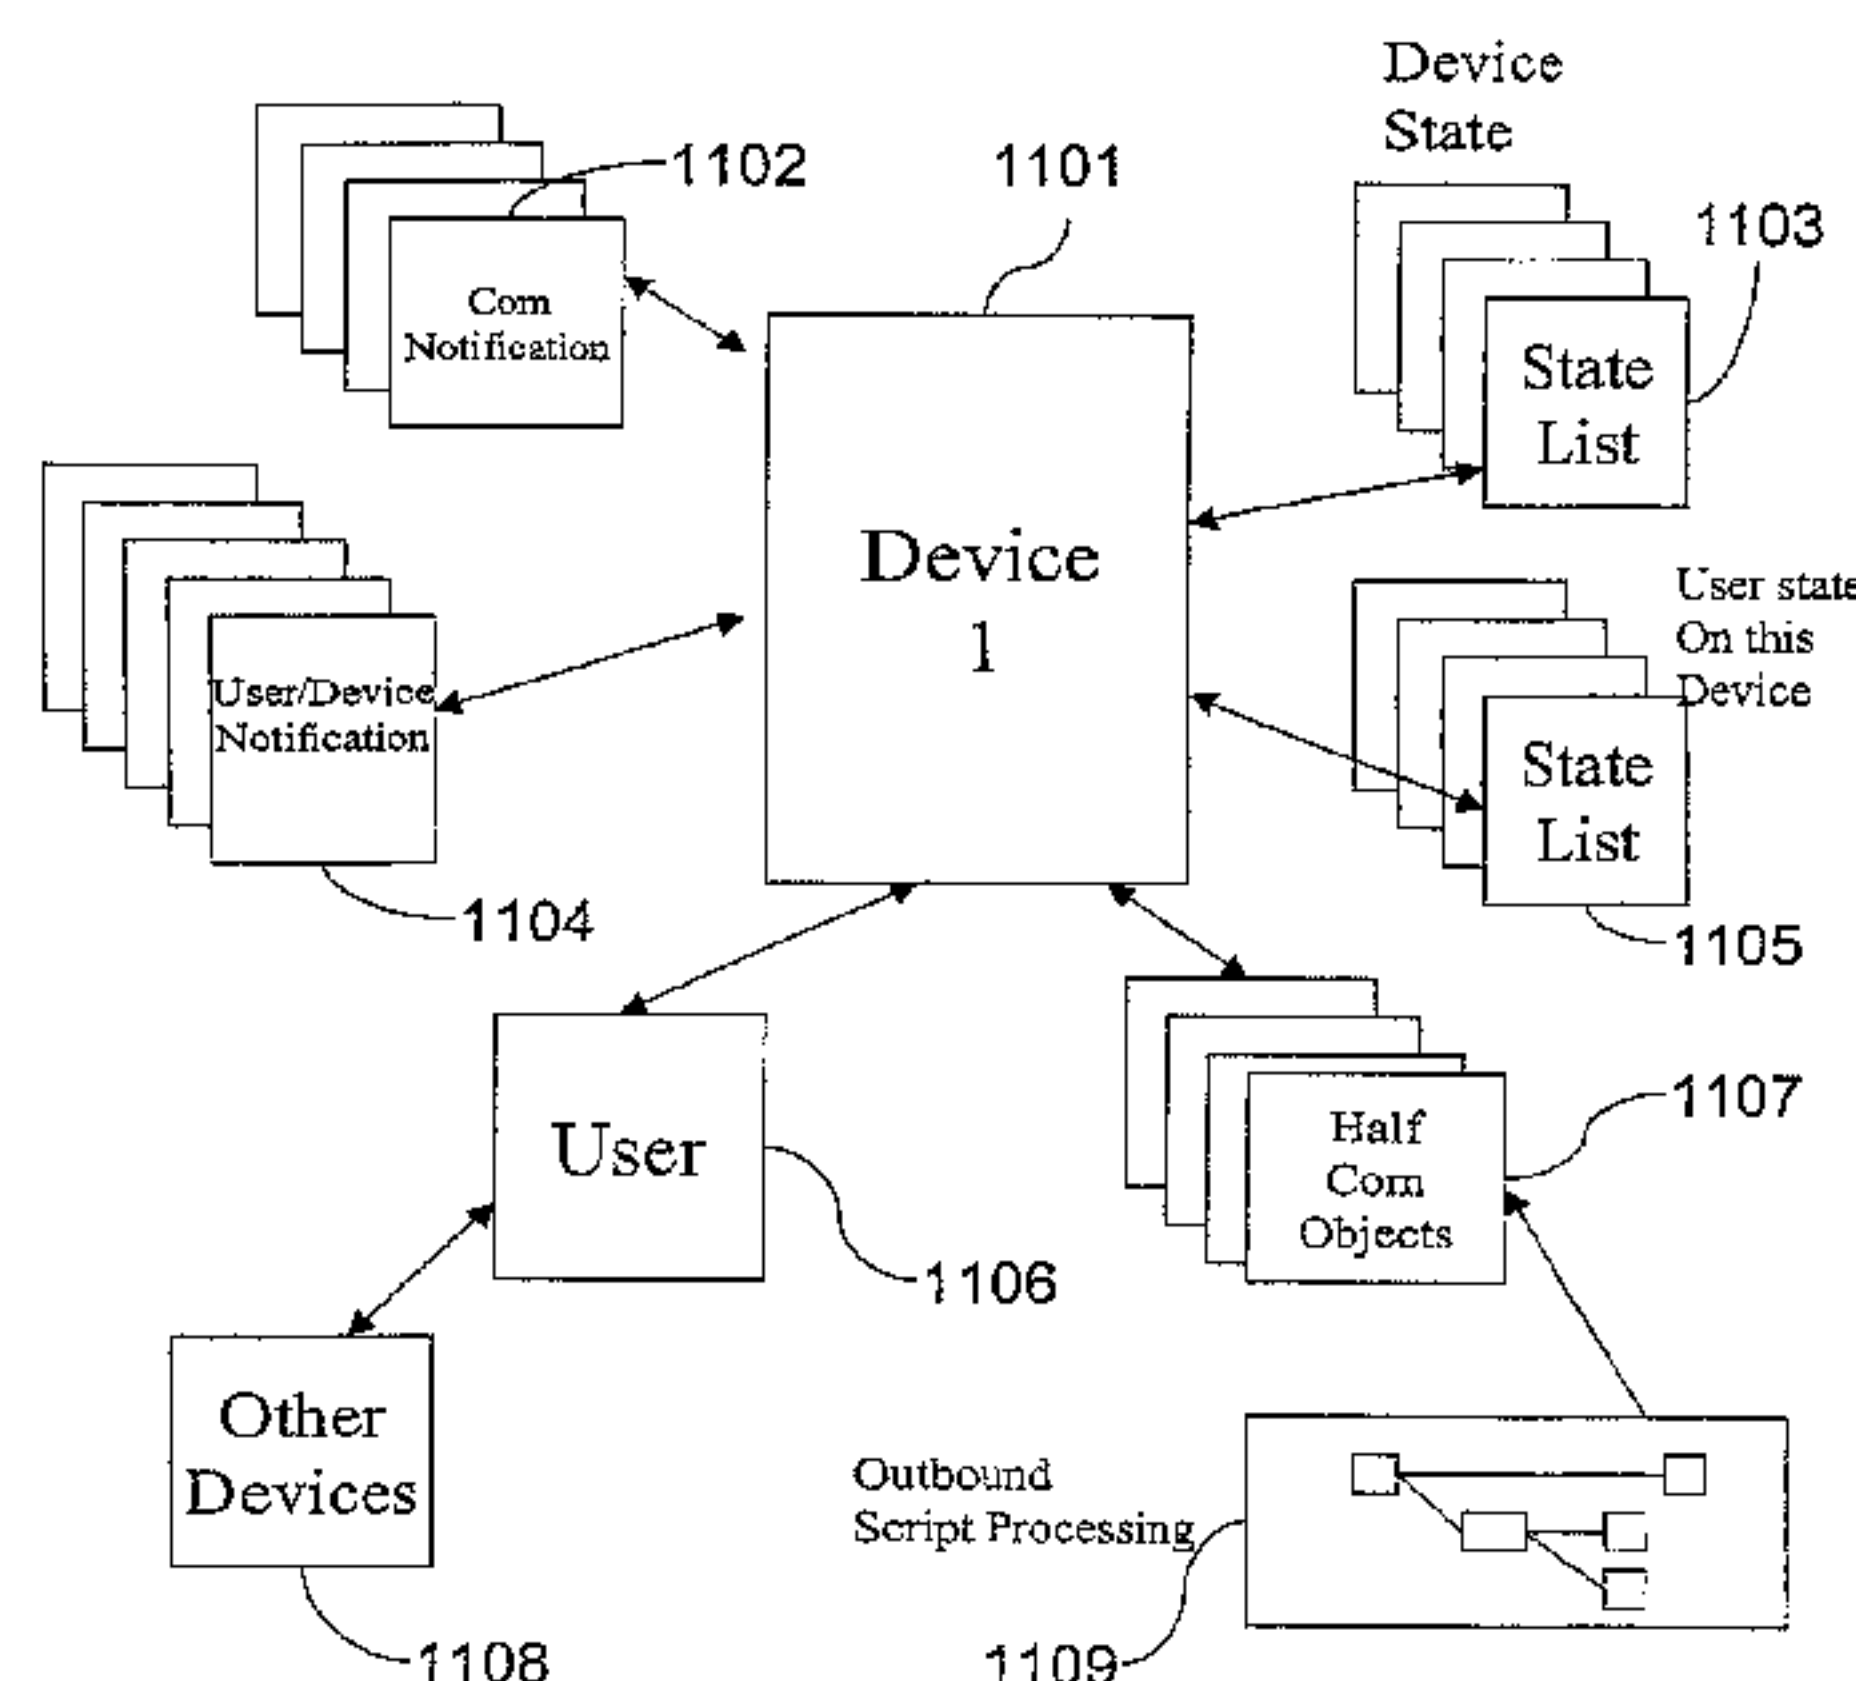 Device
State
1102
1101
1103
Com
Notification
State
List
Device
1
User state
On this
Device
User/Device
Notification
State
List
1104
1105
User
Half
Com
Objects
1107
1106
Other
Devices
Outbound
Script Processing
1108
1109